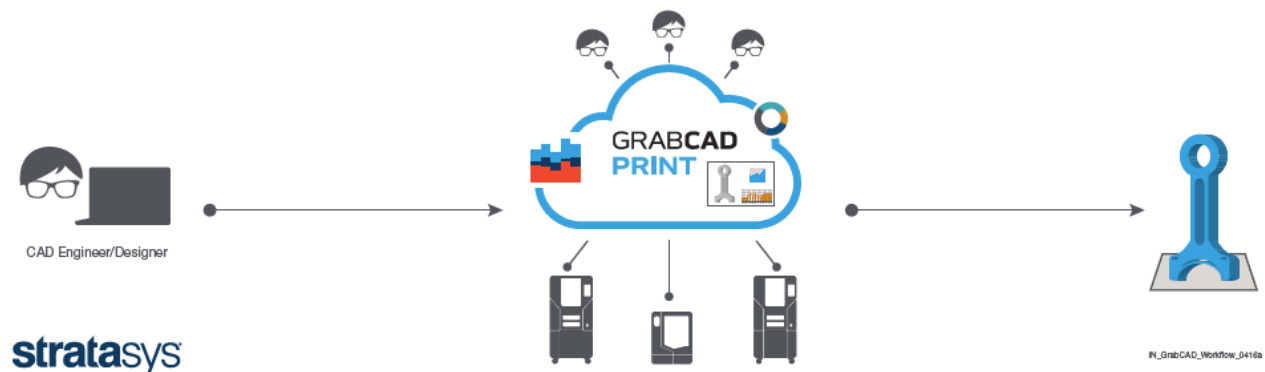 GRABCAD
PRINT
CAD Engineer/Designer
stratasys
IN_GrabCAD_Workflow_0416a